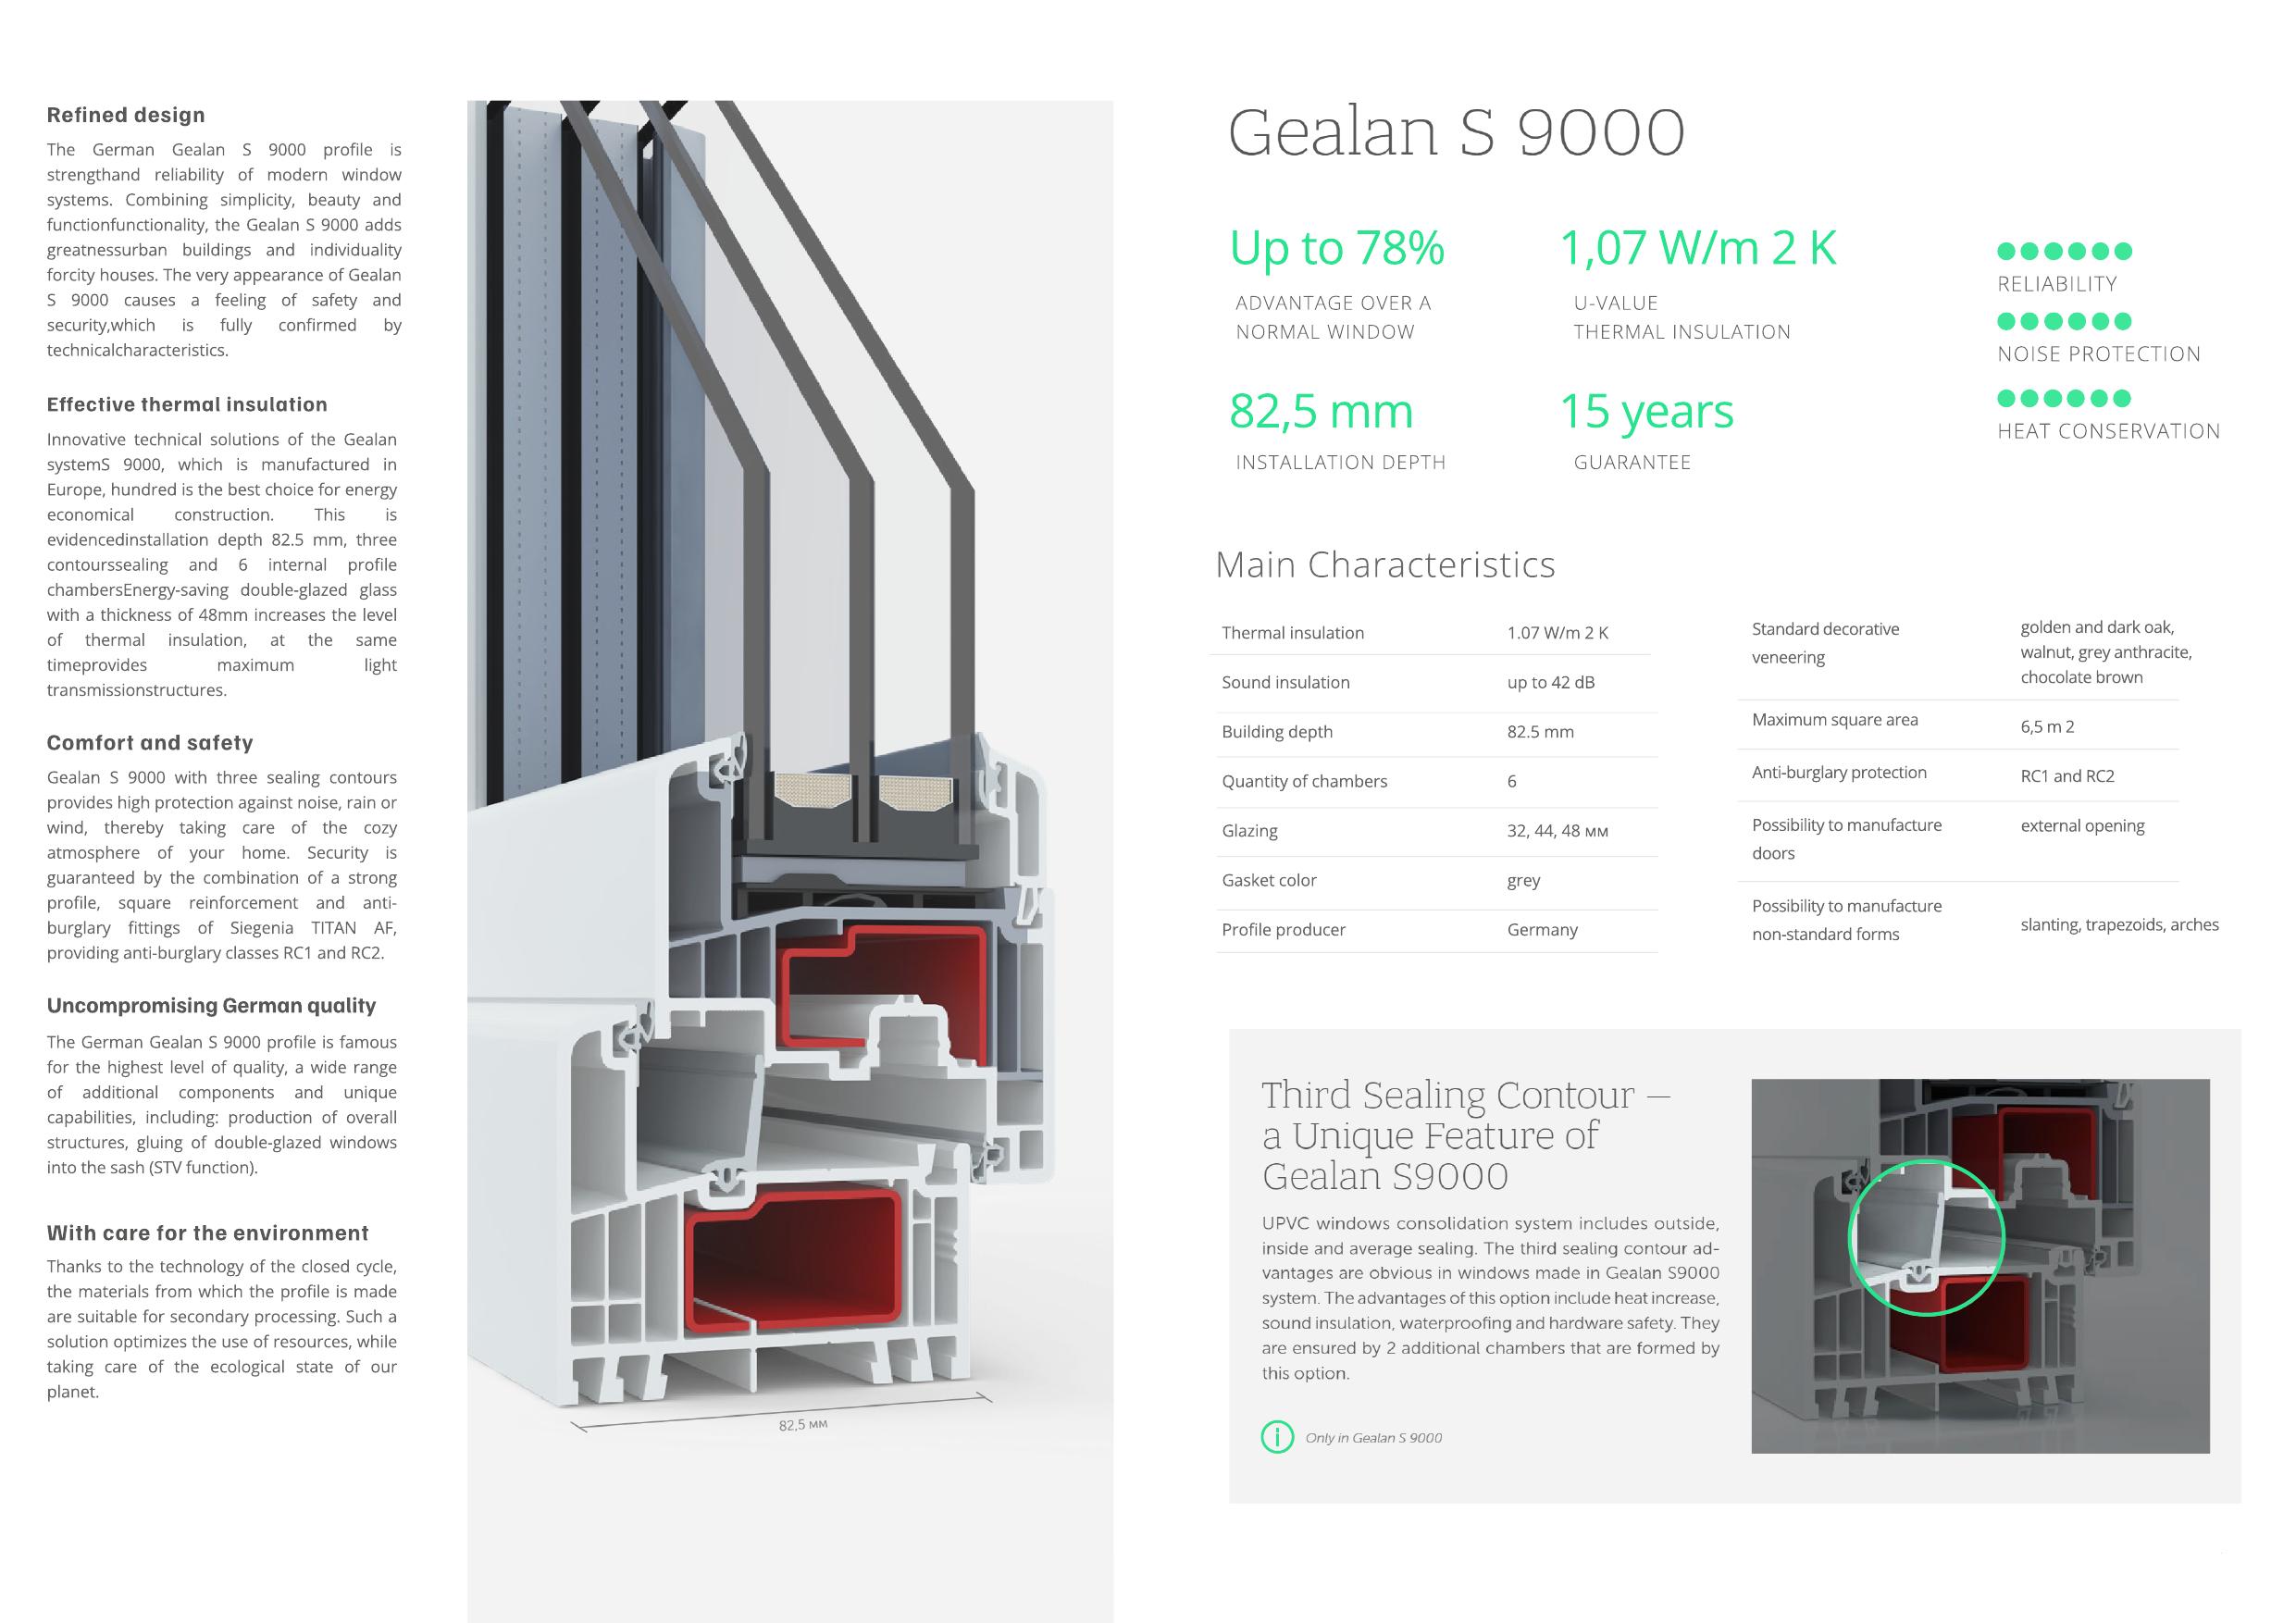 Refined design
The German Gealan S 9000 profile is
strengthand reliability of modern window
systems. Combining simplicity, beauty and
functionfunctionality, the Gealan S 9000 adds
greatnessurban buildings and individuality
forcity houses. The very appearance of Gealan
S 9000 causes a feeling of safety and
security,which is fully confirmed by
technicalcharacteristics.
Effective thermal insulation
Innovative technical solutions of the Gealan
systemS 9000, which is manufactured in
Europe, hundred is the best choice for energy
economical construction. This is
evidencedinstallation depth 82.5 mm, three
contourssealing and 6 internal profile
chambersEnergy-saving double-glazed glass
with a thickness of 48mm increases the level
of thermal insulation, at the same
timeprovides maximum light
transmissionstructures.
Comfort and safety
Gealan S 9000 with three sealing contours
provides high protection against noise, rain or
wind, thereby taking care of the cozy
atmosphere of your home. Security is
guaranteed by the combination of a strong
profile, square reinforcement and anti-
burglary fittings of Siegenia TITAN AF,
providing anti-burglary classes RC1 and RC2.
Uncompromising German quality
The German Gealan S 9000 profile is famous
for the highest level of quality, a wide range
of additional components and unique
capabilities, including: production of overall
structures, gluing of double-glazed windows
into the sash (STV function).
With care for the environment
Thanks to the technology of the closed cycle,
the materials from which the profile is made
are suitable for secondary processing. Such a
solution optimizes the use of resources, while
taking care of the ecological state of our
planet.
82,5 мм
Gealan S 9000
Up to 78%
ADVANTAGE OVER A
NORMAL WINDOW
1,07 W/m 2 K
U-VALUE
THERMAL INSULATION
82,5 mm
INSTALLATION DEPTH
15 years
GUARANTEE
RELIABILITY
NOISE PROTECTION
HEAT CONSERVATION
Main Characteristics
Thermal insulation 1.07 W/m 2 K
Sound insulation up to 42 dB
Building depth 82.5 mm
Quantity of chambers 6
Glazing 32, 44, 48 мм
Gasket color grey
Profile producer Germany
Standard decorative
veneering
golden and dark oak,
walnut, grey anthracite,
chocolate brown
Maximum square area 6,5 m 2
Anti-burglary protection RC1 and RC2
Possibility to manufacture
doors
external opening
Possibility to manufacture
non-standard forms
slanting, trapezoids, arches
Third Sealing Contour —
a Unique Feature of
Gealan S9000
UPVC windows consolidation system includes outside,
inside and average sealing. The third sealing contour ad-
vantages are obvious in windows made in Gealan S9000
system. The advantages of this option include heat increase,
sound insulation, waterproofing and hardware safety. They
are ensured by 2 additional chambers that are formed by
this option.
i Only in Gealan S 9000